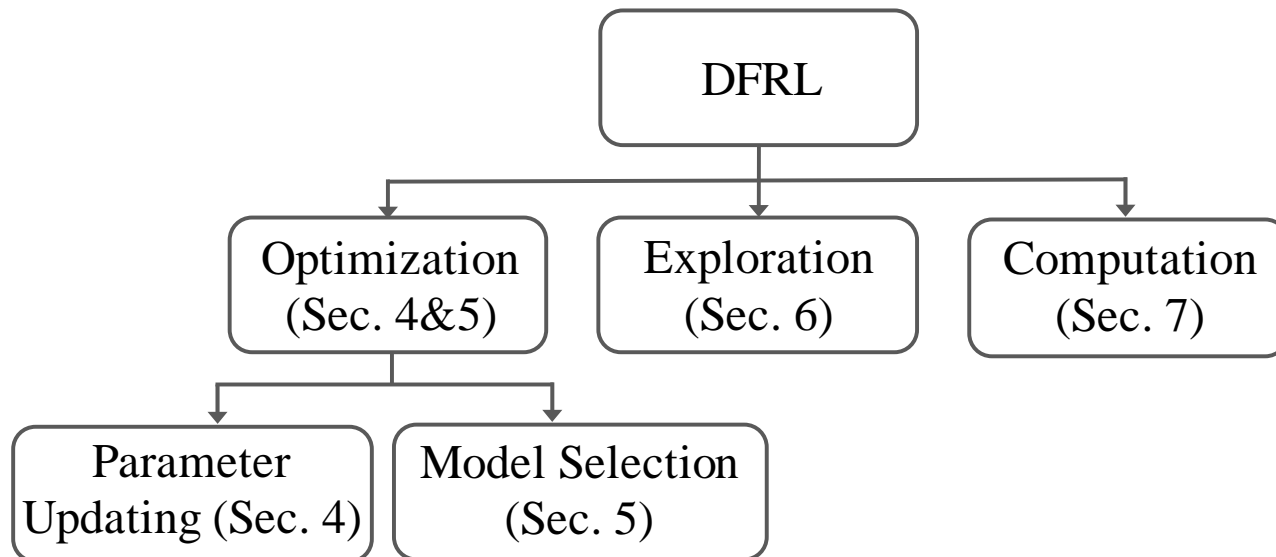 DFRL
Optimization
(Sec. 4&5)
Exploration
(Sec. 6)
Computation
(Sec. 7)
Parameter
Updating (Sec. 4)
Model Selection
(Sec. 5)